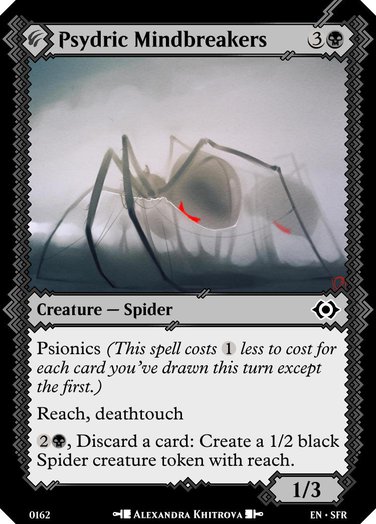 Psydric Mindbreakers 3
Creature — Spider
Psionics (This spell costs 1 less to cost for
each card you've drawn this turn except
the first.)
Reach, deathtouch
2, Discard a card: Create a 1/2 black
Spider creature token with reach.
1/3
0162 Alexandra Khitrova EN • SFR